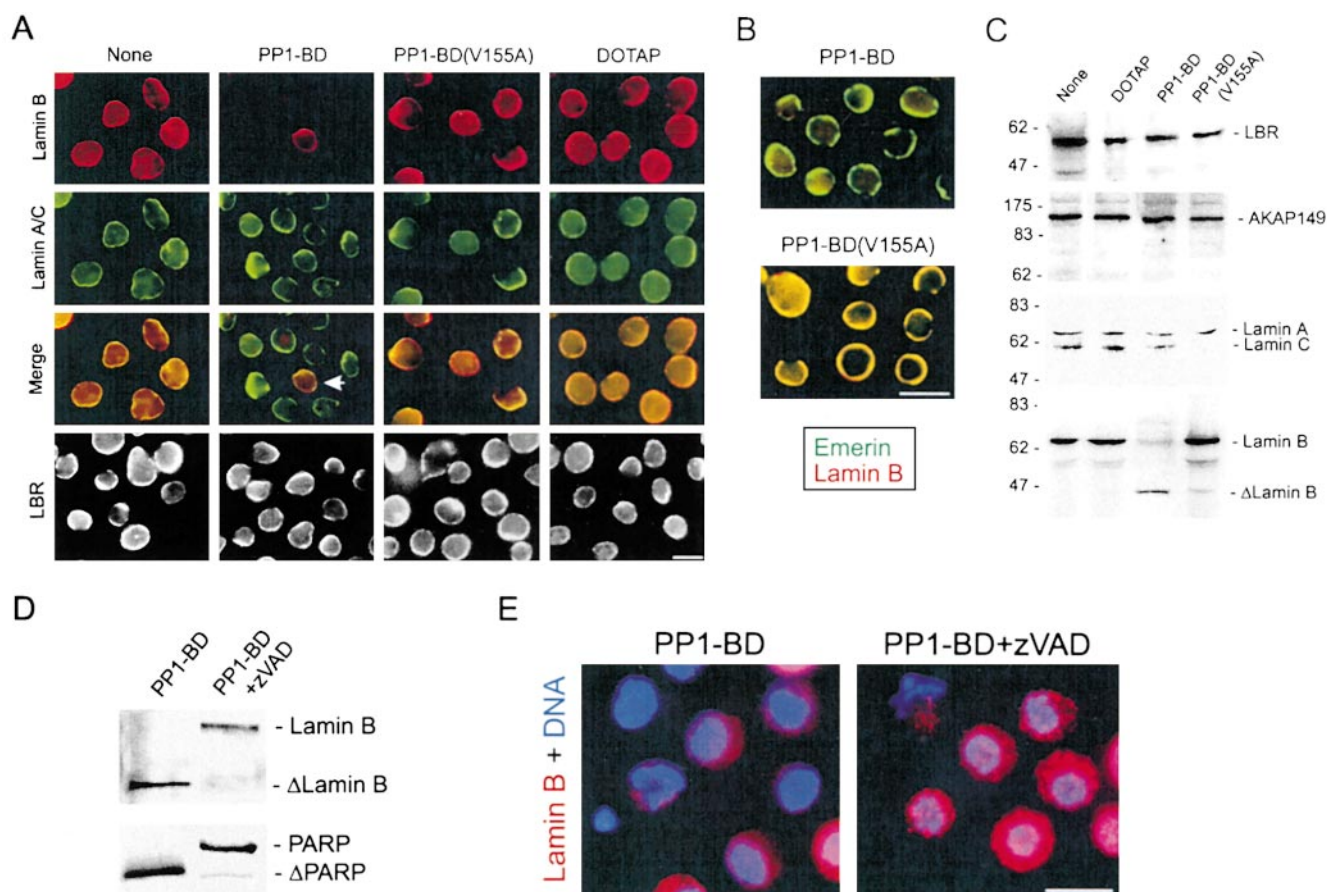 A
None
PP1-BD
PP1-BD(V155A)
DOTAP
Lamin B
Lamin A/C
Merge
LBR
B
PP1-BD
PP1-BD(V155A)
Emerin
Lamin B
C
None
DOTAP
PP1-BD
PP1-BD
(V155A)
62 -
- LBR
47 -
175 -
- AKAP149
83 -
62 -
83 -
- Lamin A
62 -
- Lamin C
47 -
83 -
62 -
- Lamin B
47 -
- ΔLamin B
D
PP1-BD
PP1-BD
+zVAD
- Lamin B
- ΔLamin B
- PARP
- ΔPARP
E
PP1-BD
PP1-BD+zVAD
Lamin B + DNA